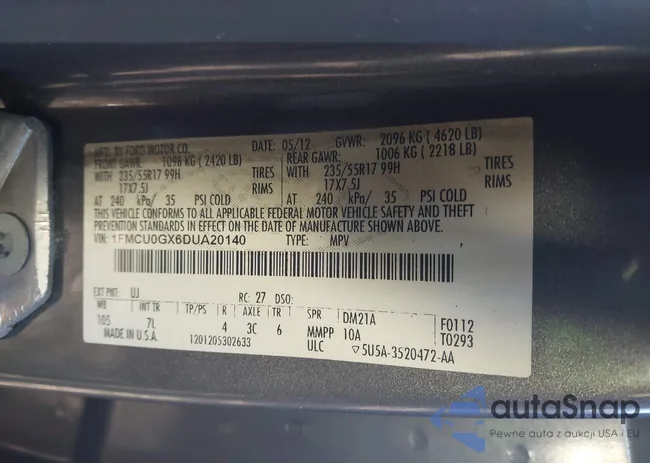 MFD. BY FORD MOTOR CO.
DATE: 05/12 GVWR: 2096 KG ( 4620 LB)
FRONT GAWR: 1098 KG ( 2420 LB) REAR GAWR: 1006 KG ( 2218 LB)
WITH 235/55R17 99H TIRES WITH 235/55R17 99H TIRES
17X7.5J RIMS 17X7.5J RIMS
AT 240 kPa/ 35 PSI COLD AT 240 kPa/ 35 PSI COLD
THIS VEHICLE CONFORMS TO ALL APPLICABLE FEDERAL MOTOR VEHICLE SAFETY AND THEFT
PREVENTION STANDARDS IN EFFECT ON THE DATE OF MANUFACTURE SHOWN ABOVE.
VIN: 1FMCU0GX6DUA20140 TYPE: MPV
EXT PNT: UJ RC: 27 DSO:
WB INT TR TP/PS R AXLE TR SPR DM21A F0112
105 7L 4 3C 6 MMPP 10A T0293
MADE IN U.S.A. 1201205302633 ULC ▽5U5A-3520472-AA
autaSnap
Pewne auta z aukcji USA i EU